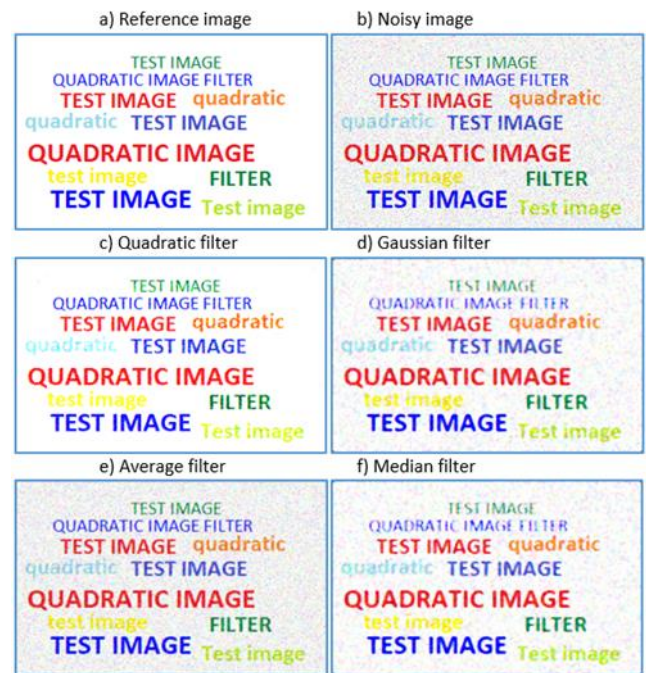 a) Reference image
TEST IMAGE
QUADRATIC IMAGE FILTER
TEST IMAGE quadratic
quadratic TEST IMAGE
QUADRATIC IMAGE
test image FILTER
TEST IMAGE Test image
b) Noisy image
TEST IMAGE
QUADRATIC IMAGE FILTER
TEST IMAGE quadratic
quadratic TEST IMAGE
QUADRATIC IMAGE
test image FILTER
TEST IMAGE Test image
c) Quadratic filter
TEST IMAGE
QUADRATIC IMAGE FILTER
TEST IMAGE quadratic
quadratic TEST IMAGE
QUADRATIC IMAGE
test image FILTER
TEST IMAGE Test image
d) Gaussian filter
TEST IMAGE
QUADRATIC IMAGE FILTER
TEST IMAGE quadratic
quadratic TEST IMAGE
QUADRATIC IMAGE
test image FILTER
TEST IMAGE Test image
e) Average filter
TEST IMAGE
QUADRATIC IMAGE FILTER
TEST IMAGE quadratic
quadratic TEST IMAGE
QUADRATIC IMAGE
test image FILTER
TEST IMAGE Test image
f) Median filter
TEST IMAGE
QUADRATIC IMAGE FILTER
TEST IMAGE quadratic
quadratic TEST IMAGE
QUADRATIC IMAGE
test image FILTER
TEST IMAGE Test image